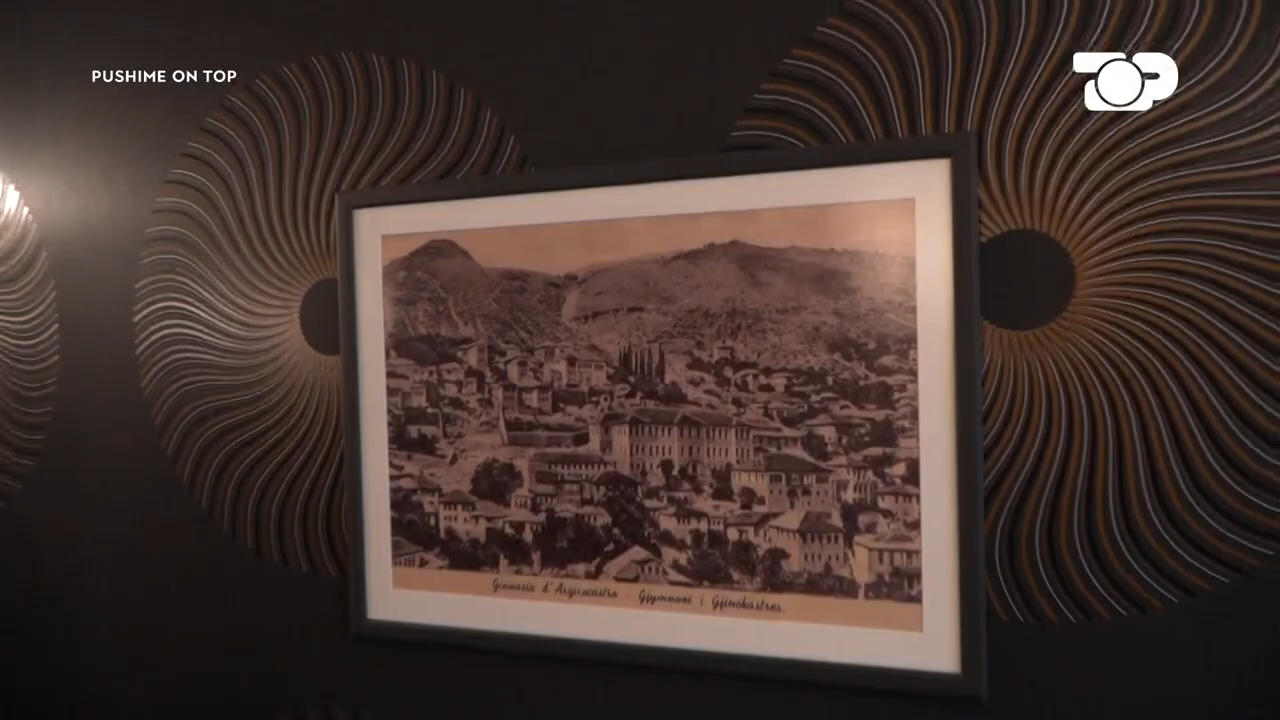 PUSHIME ON TOP
TOP
Ginnasio d'Argirocastro - Gjymnazi i Gjinokastres.